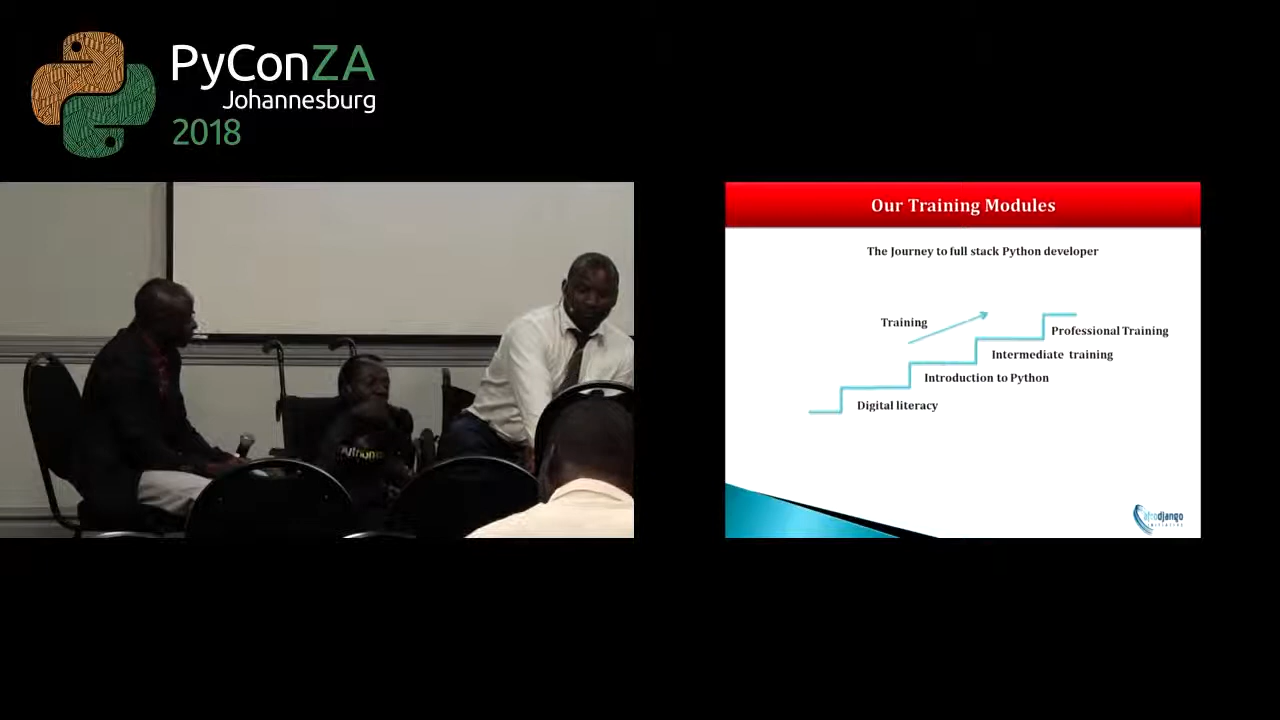 PyConZA
Johannesburg
2018
Our Training Modules
The Journey to full stack Python developer
Training
Professional Training
Intermediate training
Introduction to Python
Digital literacy
afrodjango
INITIATIVE